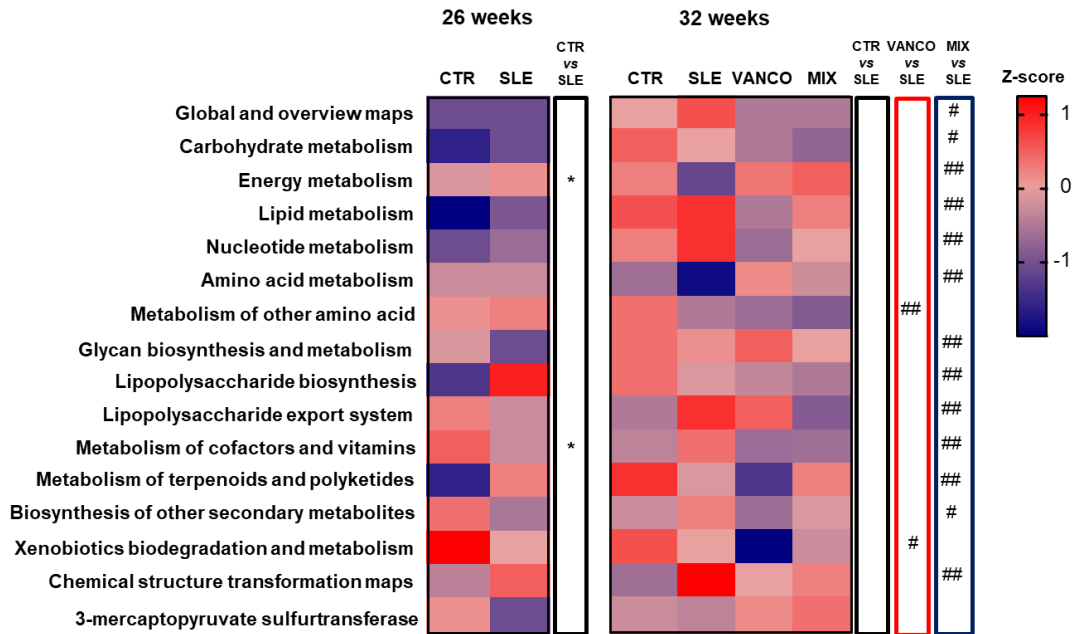 26 weeks
32 weeks
CTR SLE
CTR vs SLE
CTR SLE VANCO MIX
CTR vs SLE
VANCO vs SLE
MIX vs SLE
Z-score
Global and overview maps #
Carbohydrate metabolism #
Energy metabolism * ##
Lipid metabolism ##
Nucleotide metabolism ##
Amino acid metabolism ##
Metabolism of other amino acid ##
Glycan biosynthesis and metabolism ##
Lipopolysaccharide biosynthesis ##
Lipopolysaccharide export system ##
Metabolism of cofactors and vitamins * ##
Metabolism of terpenoids and polyketides ##
Biosynthesis of other secondary metabolites #
Xenobiotics biodegradation and metabolism #
Chemical structure transformation maps ##
3-mercaptopyruvate sulfurtransferase
1
0
-1